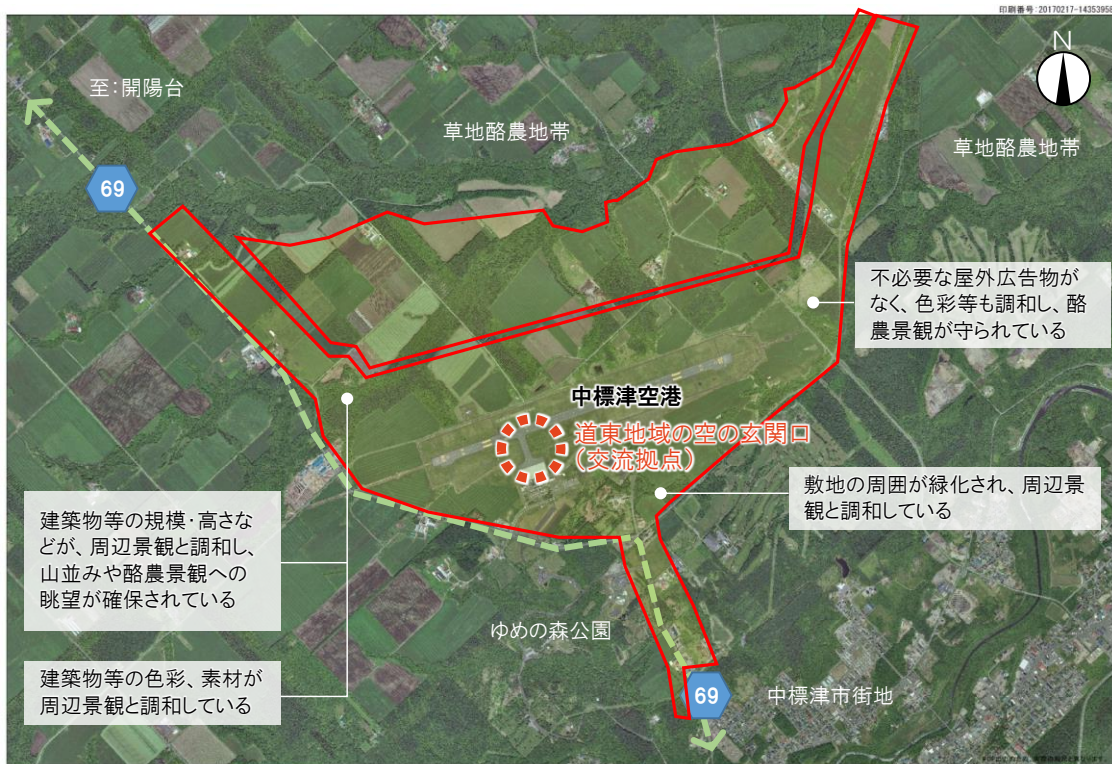 印刷番号:20170217-14353958
N
至:開陽台
草地酪農地帯
草地酪農地帯
69
不必要な屋外広告物が
なく、色彩等も調和し、酪
農景観が守られている
中標津空港
道東地域の空の玄関口
(交流拠点)
敷地の周囲が緑化され、周辺景
観と調和している
建築物等の規模・高さな
どが、周辺景観と調和し、
山並みや酪農景観への
眺望が確保されている
ゆめの森公園
建築物等の色彩、素材が
周辺景観と調和している
69
中標津市街地